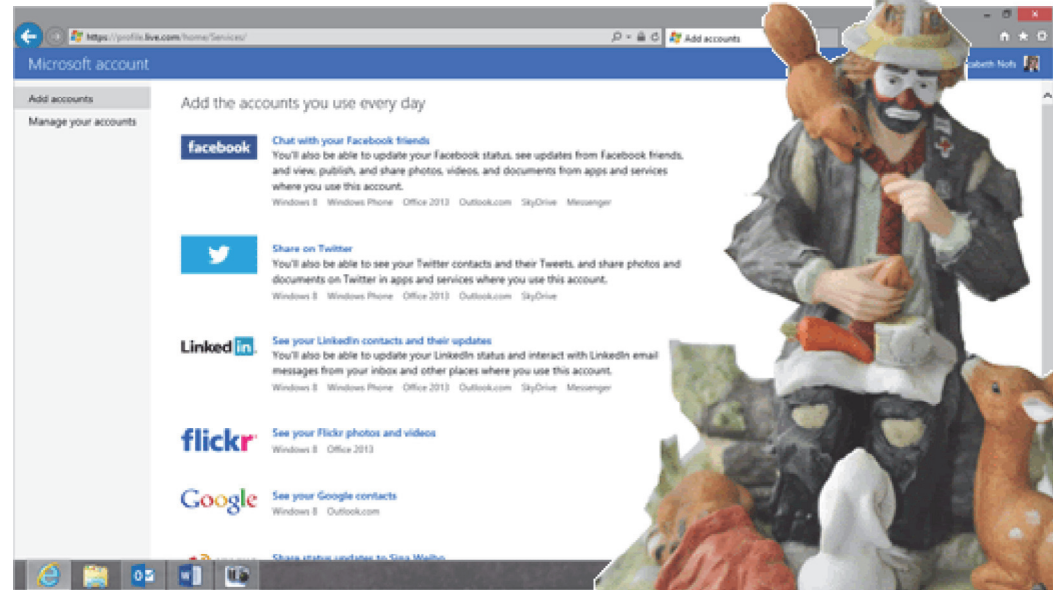 https://profile.live.com/home/Services/
Add accounts
Microsoft account
Nofs
Add accounts
Manage your accounts
Add the accounts you use every day
facebook
Chat with your Facebook friends
You'll also be able to update your Facebook status, see updates from Facebook friends,
and view, publish, and share photos, videos, and documents from apps and services
where you use this account.
Windows 8 Windows Phone Office 2013 Outlook.com SkyDrive Messenger
Share on Twitter
You'll also be able to see your Twitter contacts and their Tweets, and share photos and
documents on Twitter in apps and services where you use this account.
Windows 8 Windows Phone Office 2013 Outlook.com SkyDrive
Linked in
See your LinkedIn contacts and their updates
You'll also be able to update your LinkedIn status and interact with LinkedIn email
messages from your inbox and other places where you use this account.
Windows 8 Windows Phone Office 2013 Outlook.com SkyDrive Messenger
flickr
See your Flickr photos and videos
Windows 8 Office 2013
Google
See your Google contacts
Windows 8 Outlook.com
Share status updates to Sina Weibo